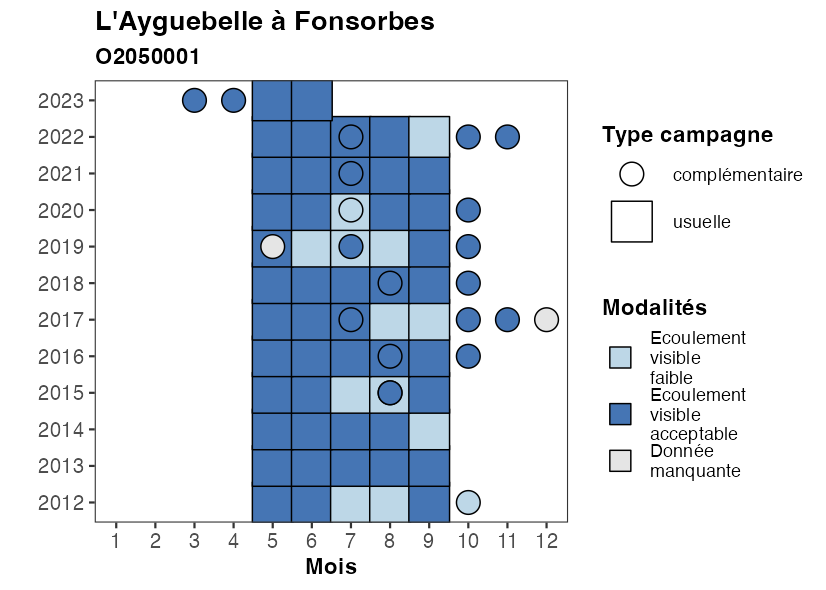 L'Ayguebelle à Fonsorbes
O2050001
2023
2022
2021
2020
2019
2018
2017
2016
2015
2014
2013
2012
1 2 3 4 5 6 7 8 9 10 11 12
Mois
Type campagne
complémentaire
usuelle
Modalités
Ecoulement
visible
faible
Ecoulement
visible
acceptable
Donnée
manquante